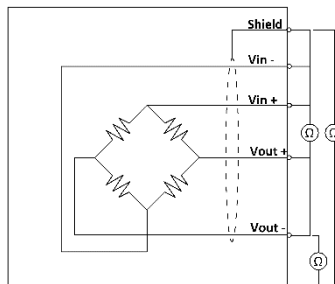 Shield
Vin -
Vin +
Ω Ω
Vout +
Vout -
Ω